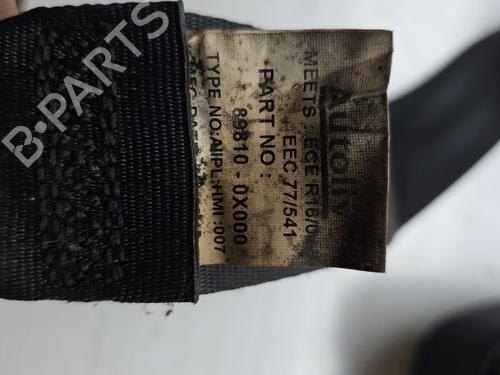 Autoliv
MEETS : ECE R16/0
EEC 77/541
PART NO :
89810 - 0X000
TYPE NO:AIPL:HMI :007
B-PARTS